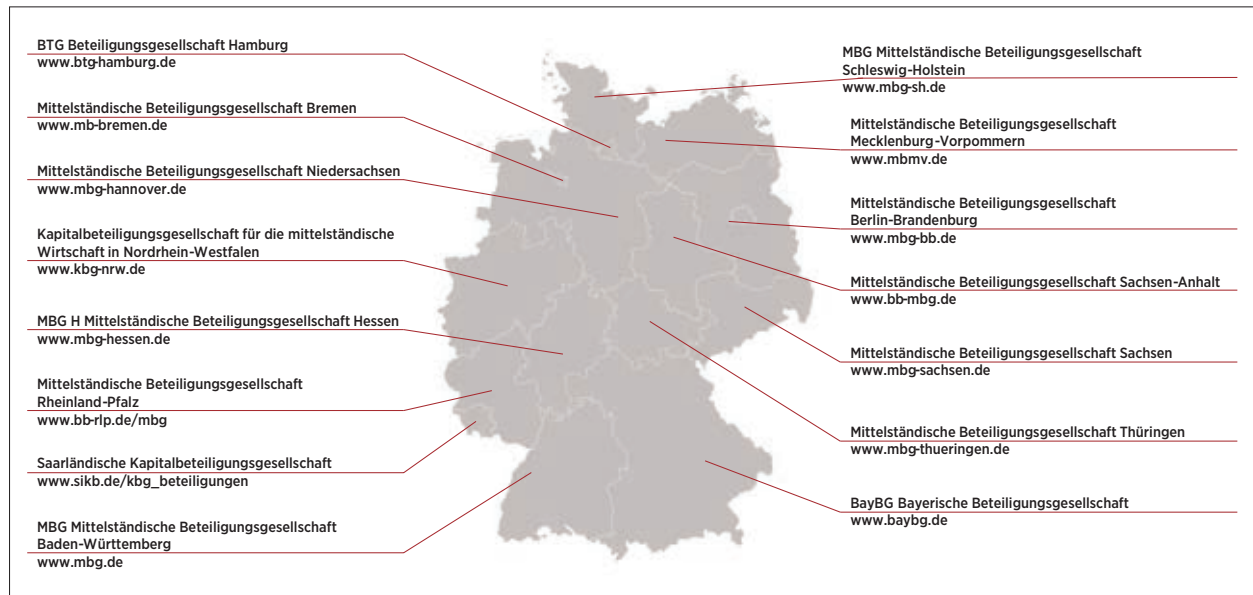 BTG Beteiligungsgesellschaft Hamburg
www.btg-hamburg.de
Mittelständische Beteiligungsgesellschaft Bremen
www.mb-bremen.de
Mittelständische Beteiligungsgesellschaft Niedersachsen
www.mbg-hannover.de
Kapitalbeteiligungsgesellschaft für die mittelständische
Wirtschaft in Nordrhein-Westfalen
www.kbg-nrw.de
MBG H Mittelständische Beteiligungsgesellschaft Hessen
www.mbg-hessen.de
Mittelständische Beteiligungsgesellschaft
Rheinland-Pfalz
www.bb-rlp.de/mbg
Saarländische Kapitalbeteiligungsgesellschaft
www.sikb.de/kbg_beteiligungen
MBG Mittelständische Beteiligungsgesellschaft
Baden-Württemberg
www.mbg.de
MBG Mittelständische Beteiligungsgesellschaft
Schleswig-Holstein
www.mbg-sh.de
Mittelständische Beteiligungsgesellschaft
Mecklenburg-Vorpommern
www.mbmv.de
Mittelständische Beteiligungsgesellschaft
Berlin-Brandenburg
www.mbg-bb.de
Mittelständische Beteiligungsgesellschaft Sachsen-Anhalt
www.bb-mbg.de
Mittelständische Beteiligungsgesellschaft Sachsen
www.mbg-sachsen.de
Mittelständische Beteiligungsgesellschaft Thüringen
www.mbg-thueringen.de
BayBG Bayerische Beteiligungsgesellschaft
www.baybg.de